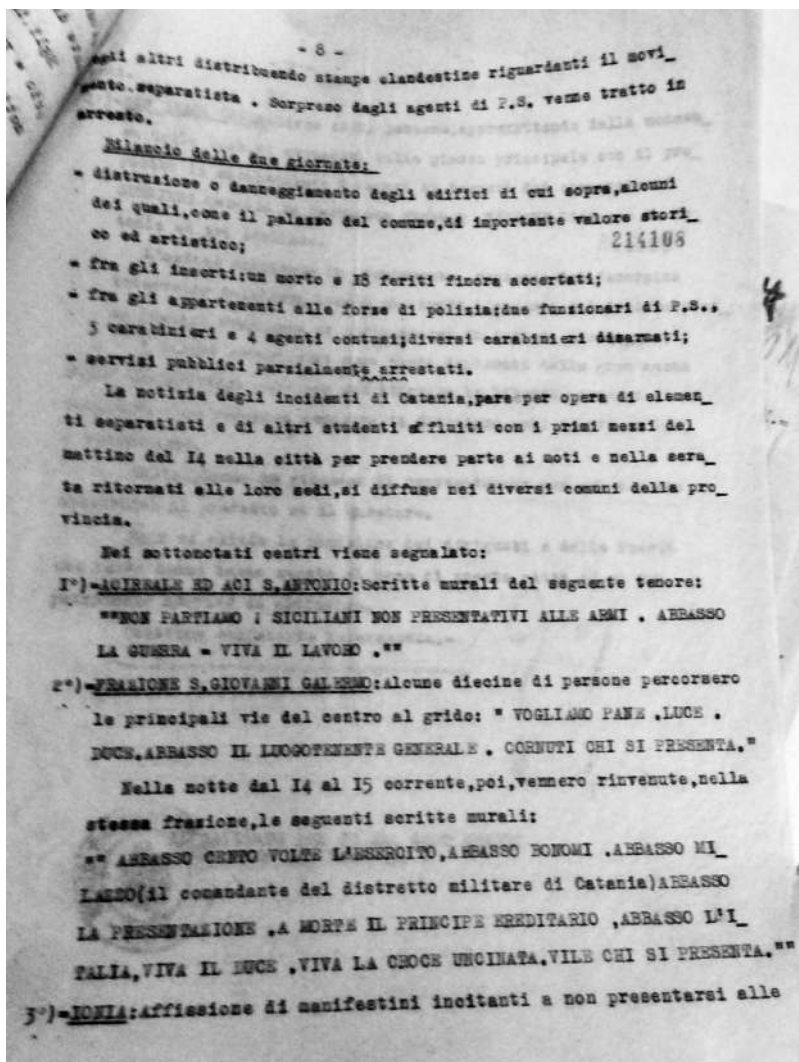 - 8 -
egli altri distribuendo stampe clandestine riguardanti il movi_
mento separatista . Sorpreso dagli agenti di P.S. venne tratto in
arresto.
Bilancio delle due giornate:
- distruzione o danneggiamento degli edifici di cui sopra,alcuni
dei quali,come il palazzo del comune,di importante valore stori_
co ed artistico;
214108
- fra gli insorti:un morto e I8 feriti finora accertati;
- fra gli appartementi alle forze di polizia:due funzionari di P.S.,
3 carabinieri e 4 agenti contusi;diversi carabinieri disarmati;
- servizi pubblici parzialmente arrestati.
La notizia degli incidenti di Catania,pare per opera di elemen_
ti separatisti e di altri studenti affluiti con i primi mezzi del
mattino del I4 nella città per prendere parte ai moti e nella sera_
ta ritornati alle loro sedi,si diffuse nei diversi comuni della pro_
vincia.
Nei sottonotati centri viene segnalato:
I°)-ACIREALE ED ACI S.ANTONIO:Scritte murali del seguente tenore:
""NON PARTIAMO ; SICILIANI NON PRESENTATIVI ALLE ARMI . ABBASSO
LA GUERRA - VIVA IL LAVORO .""
2°)-FRAZIONE S.GIOVANNI GALERMO:Alcune diecine di persone percorsero
le principali vie del centro al grido: " VOGLIAMO PANE .LUCE .
DUCE.ABBASSO IL LUOGOTENENTE GENERALE . CORNUTI CHI SI PRESENTA."
Nella notte dal I4 al I5 corrente,poi,vennero rinvenute,nella
stessa frazione,le seguenti scritte murali:
"" ABBASSO CENTO VOLTE L'ESERCITO,ABBASSO BONOMI .ABBASSO MI_
LAZZO(il comandante del distretto militare di Catania)ABBASSO
LA PRESENTAZIONE .A MORTE IL PRINCIPE EREDITARIO ,ABBASSO L'I_
TALIA,VIVA IL DUCE .VIVA LA CROCE UNCINATA.VILE CHI SI PRESENTA.""
3°)-IONIA:Affissione di manifestini incitanti a non presentarsi alle